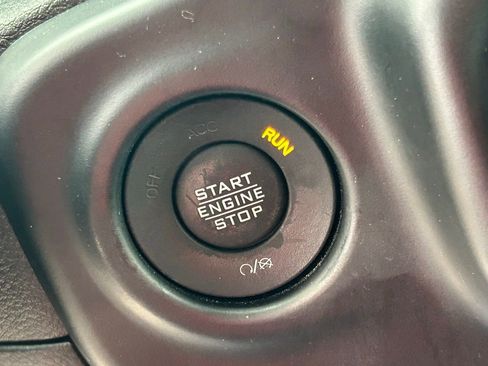 OFF
ACC
RUN
START
ENGINE
STOP